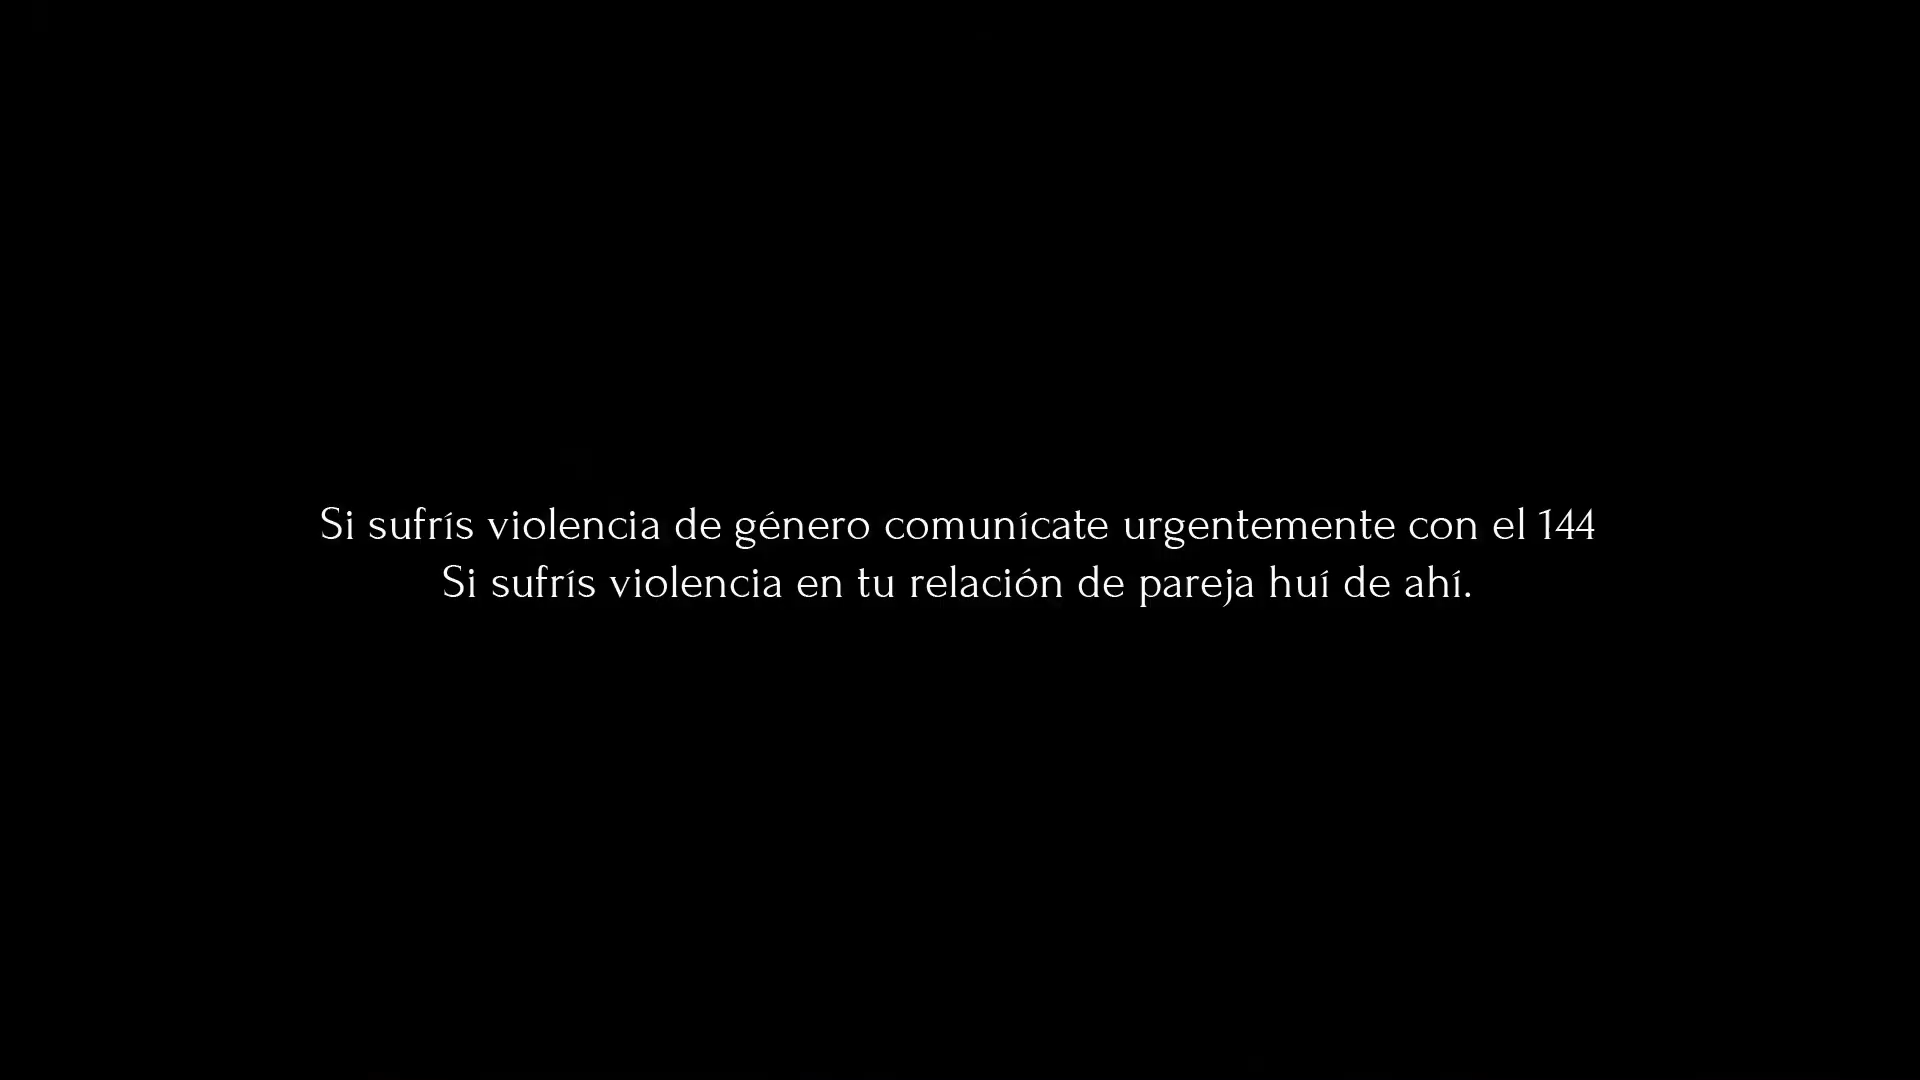 Si sufrís violencia de género comunícate urgentemente con el 144
Si sufrís violencia en tu relación de pareja huí de ahí.